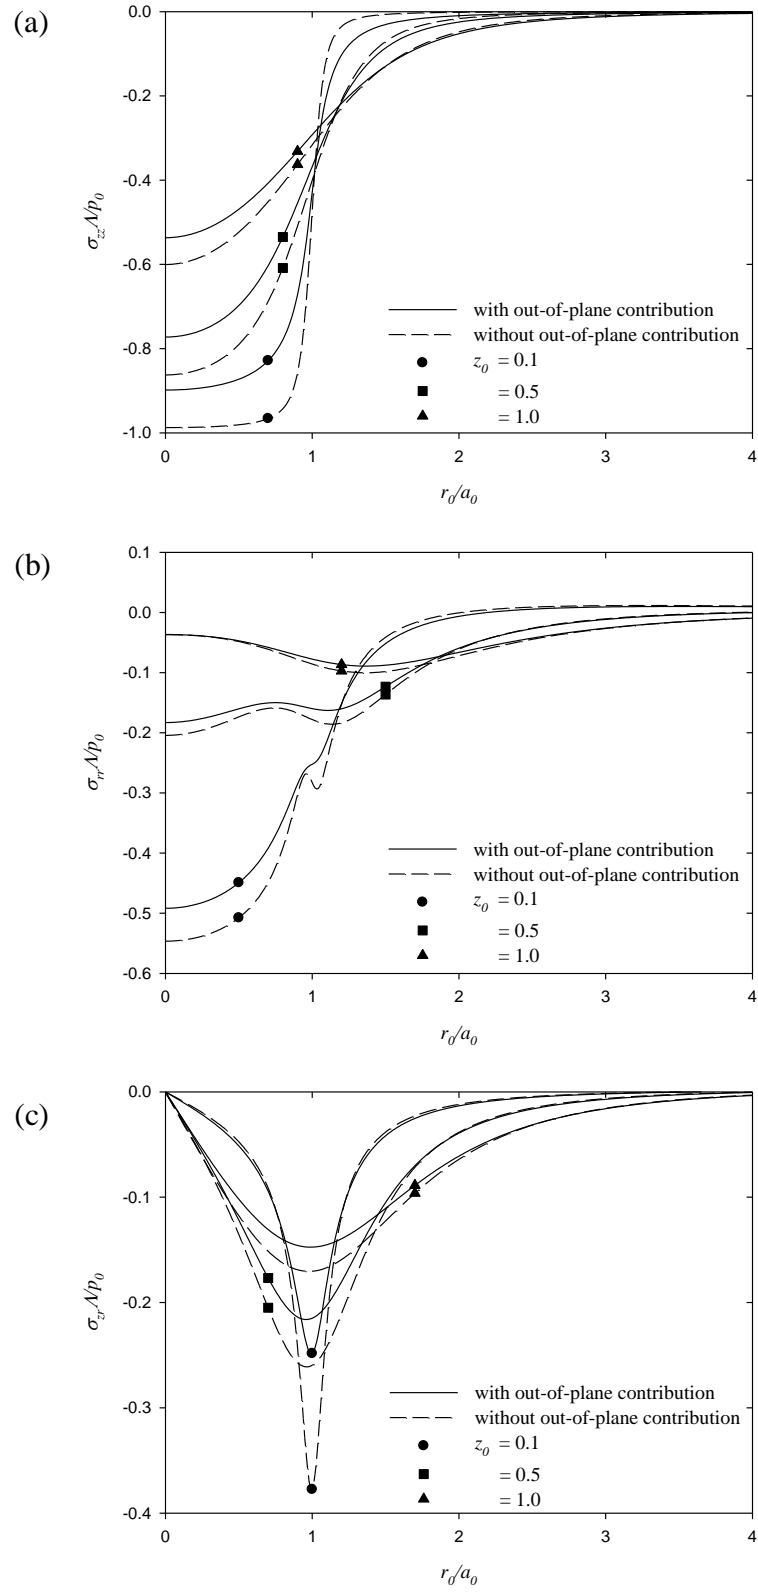 (a)
0.0
-0.2
-0.4
-0.6
-0.8
-1.0
σzzΛ/p0
with out-of-plane contribution
without out-of-plane contribution
z0 = 0.1
= 0.5
= 1.0
0 1 2 3 4
r0/a0
(b)
0.1
0.0
-0.1
-0.2
-0.3
-0.4
-0.5
-0.6
σrrΛ/p0
with out-of-plane contribution
without out-of-plane contribution
z0 = 0.1
= 0.5
= 1.0
0 1 2 3 4
r0/a0
(c)
0.0
-0.1
-0.2
-0.3
-0.4
σzrΛ/p0
with out-of-plane contribution
without out-of-plane contribution
z0 = 0.1
= 0.5
= 1.0
0 1 2 3 4
r0/a0